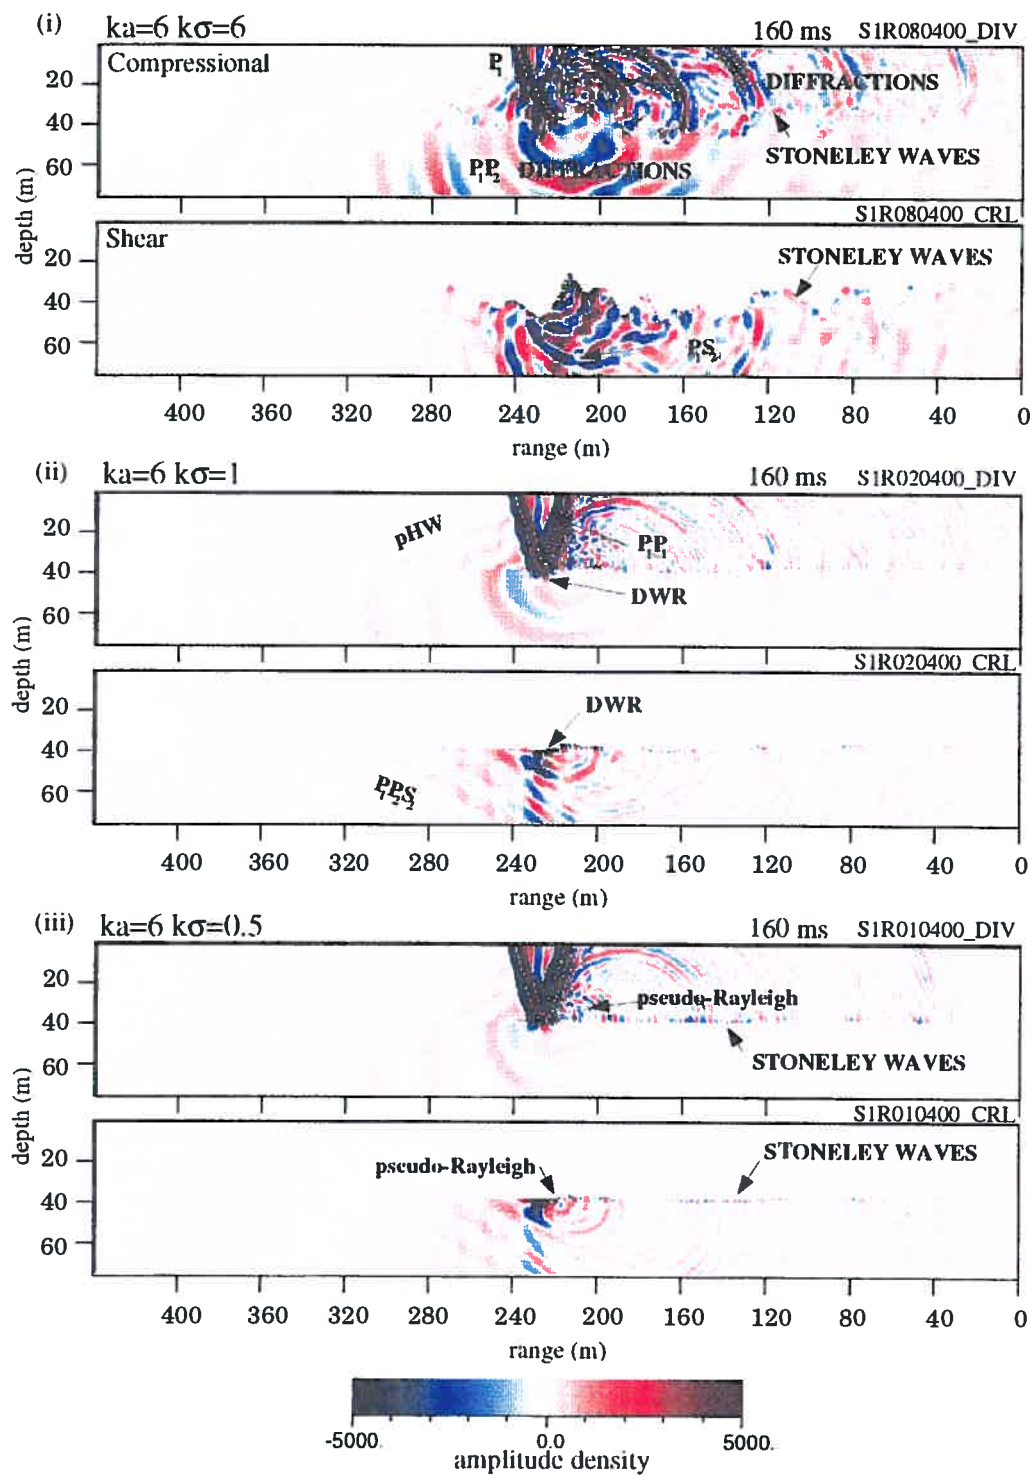 (i) ka=6 kσ=6 160 ms S1R080400_DIV
Compressional
P₁
DIFFRACTIONS
STONELEY WAVES
P₁P₂ DIFFRACTIONS
20
40
60
S1R080400_CRL
Shear
STONELEY WAVES
P₁S₂
20
40
60
depth (m)
400 360 320 280 240 200 160 120 80 40 0
range (m)
(ii) ka=6 kσ=1 160 ms S1R020400_DIV
pHW
P₁P₁
DWR
20
40
60
S1R020400_CRL
DWR
P₁P₂S₂
20
40
60
depth (m)
400 360 320 280 240 200 160 120 80 40 0
range (m)
(iii) ka=6 kσ=0.5 160 ms S1R010400_DIV
pseudo-Rayleigh
STONELEY WAVES
20
40
60
S1R010400_CRL
STONELEY WAVES
pseudo-Rayleigh
20
40
60
depth (m)
400 360 320 280 240 200 160 120 80 40 0
range (m)
-5000. 0.0 5000.
amplitude density